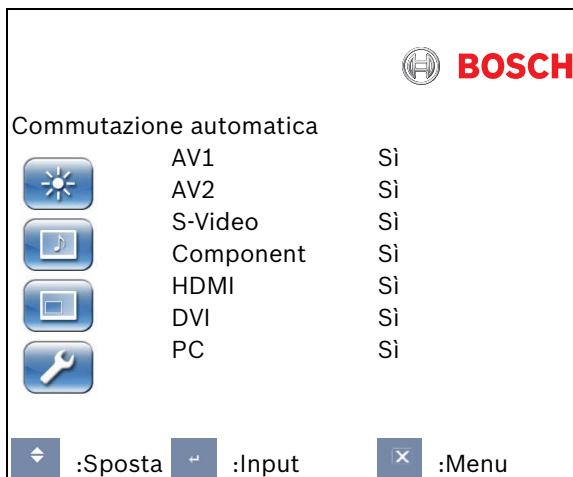 BOSCH
Commutazione automatica
AV1 Sì
AV2 Sì
S-Video Sì
Component Sì
HDMI Sì
DVI Sì
PC Sì
:Sposta :Input :Menu